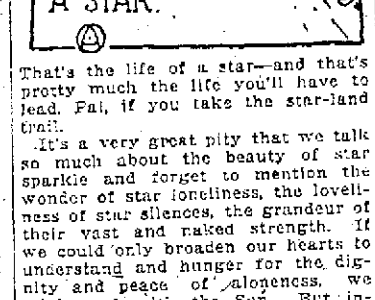 A STAR.
That's the life of a star—and that's
pretty much the life you'll have to
lead, Pal, if you take the star-land
trail.
It's a very great pity that we talk
so much about the beauty of star
sparkle and forget to mention the
wonder of star loneliness, the loveli-
ness of star silences, the grandeur of
their vast and naked strength. If
we could only broaden our hearts to
understand and hunger for the dig-
nity and peace of aloneness, we
the Sun. But in-